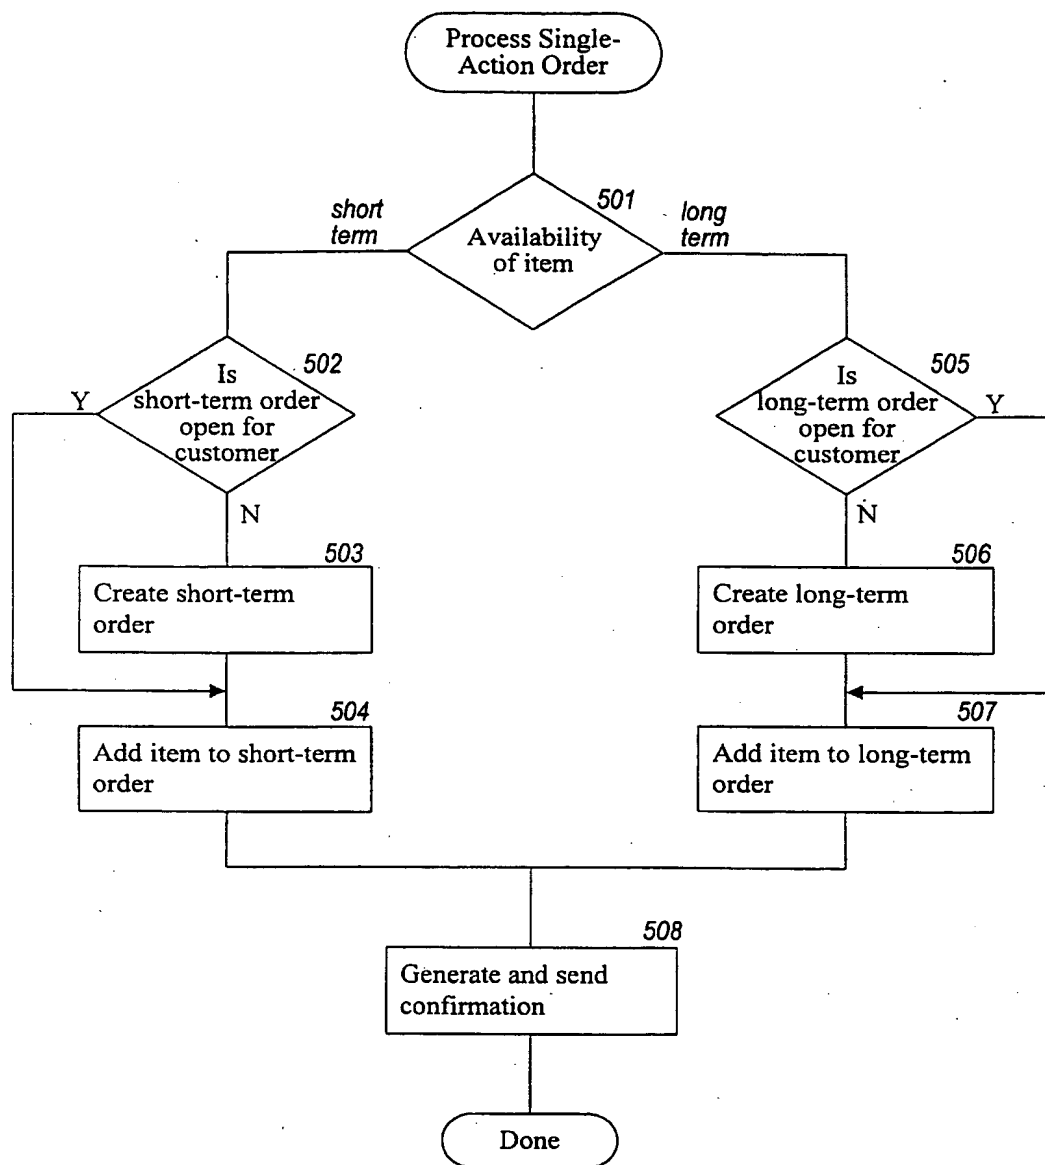 Process Single-
Action Order
501
short
term
long
term
Availability
of item
502
Y
Is
short-term order
open for
customer
N
505
Is
long-term order
open for
customer
Y
N
503
Create short-term
order
506
Create long-term
order
504
Add item to short-term
order
507
Add item to long-term
order
508
Generate and send
confirmation
Done